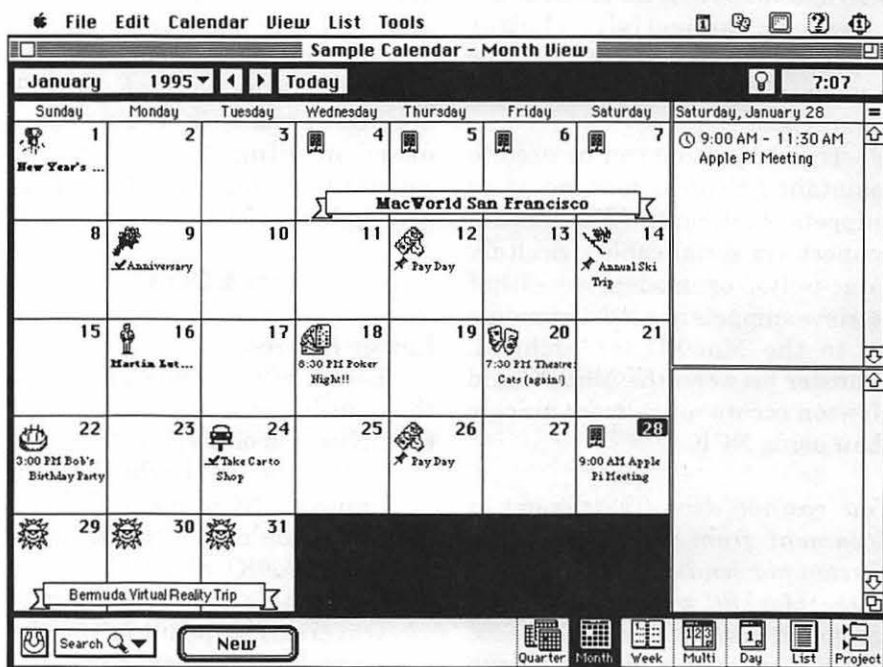 File Edit Calendar View List Tools
Sample Calendar - Month View
January 1995 Today 7:07
Sunday Monday Tuesday Wednesday Thursday Friday Saturday
Saturday, January 28
9:00 AM - 11:30 AM
Apple Pi Meeting
1 2 3 4 5 6 7
New Year's ...
MacWorld San Francisco
8 9 10 11 12 13 14
Anniversary
Pay Day
Annual Ski
Trip
15 16 17 18 19 20 21
Martin Lut...
6:30 PM Poker
Night!!
7:30 PM Theatre-
Cats (again!)
22 23 24 25 26 27 28
3:00 PM Bob's
Birthday Party
Take Car to
Shop
Pay Day
9:00 AM Apple
Pi Meeting
29 30 31
Bermuda Virtual Reality Trip
Search New
Quarter Month Week Multi Day List Project